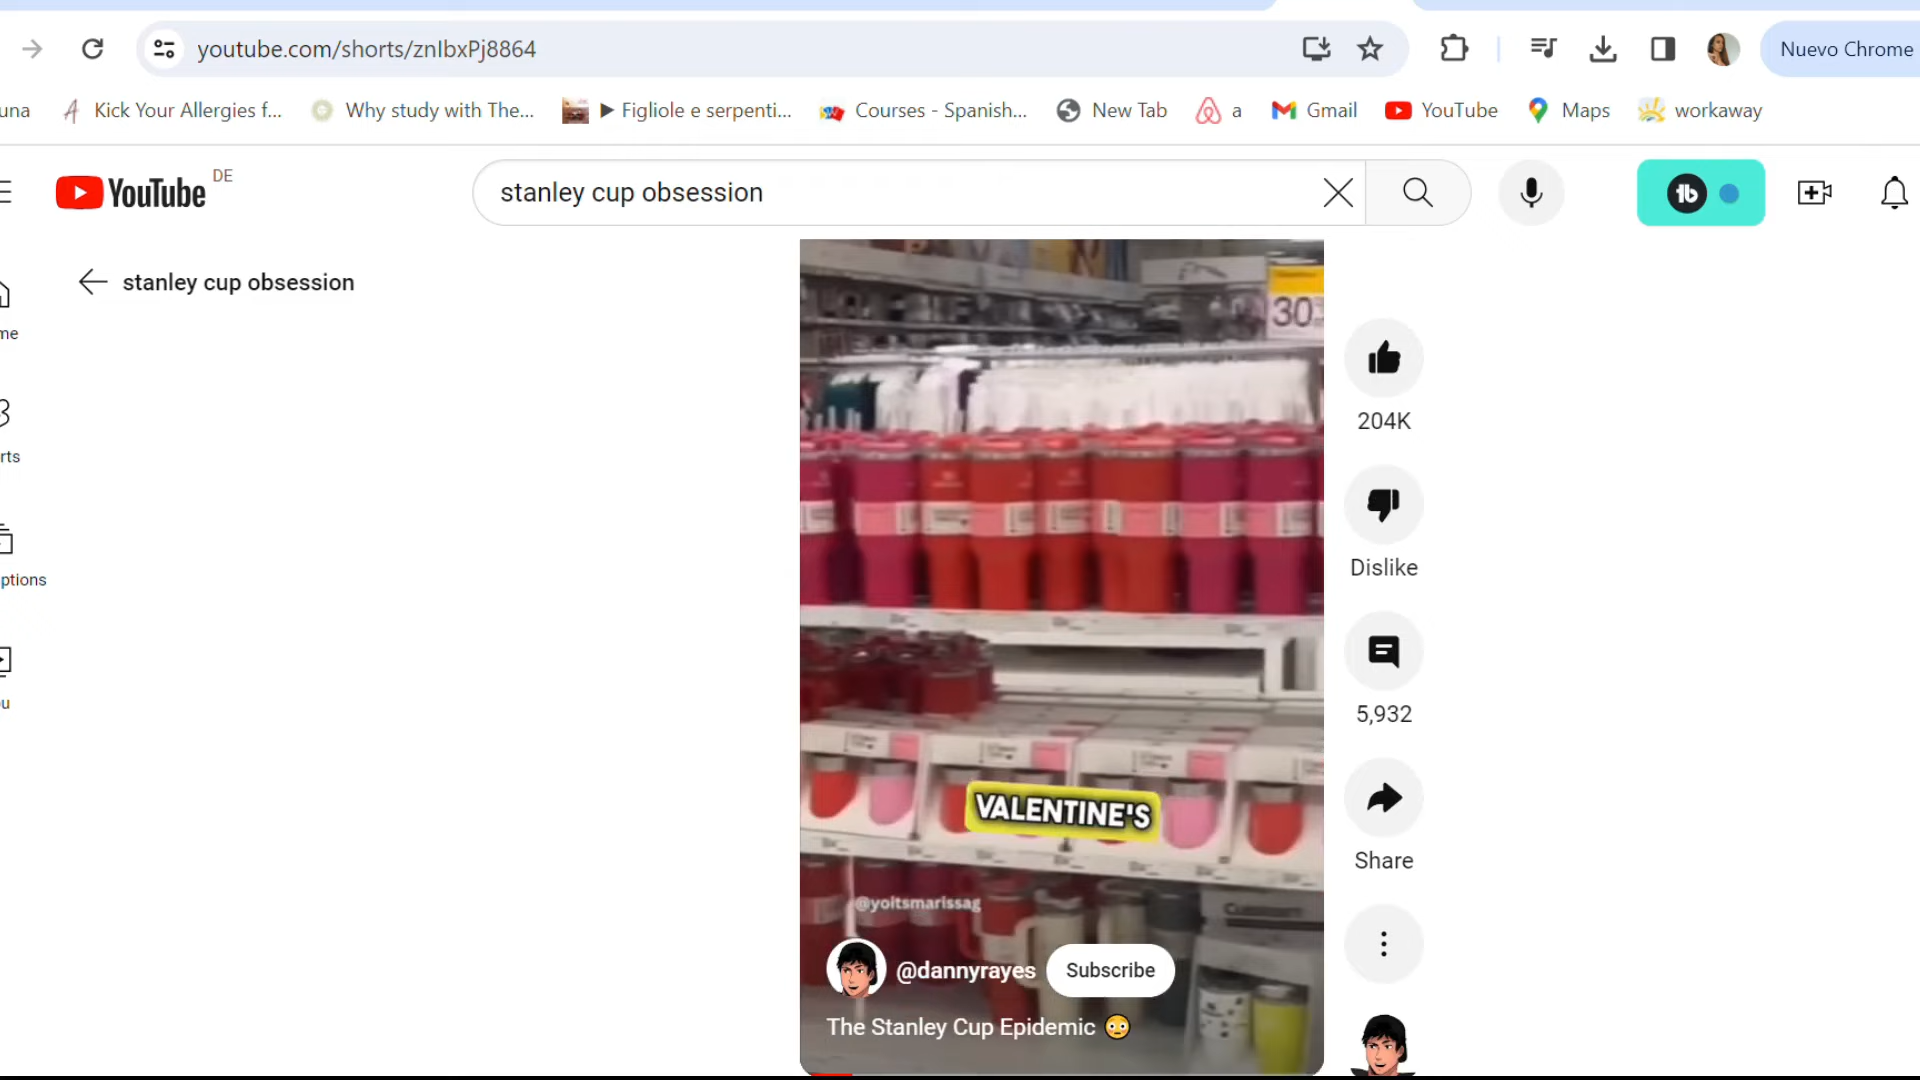 youtube.com/shorts/znIbxPj8864
Nuevo Chrome
una
Kick Your Allergies f...
Why study with The...
▶ Figliole e serpenti...
Courses - Spanish...
New Tab
a
Gmail
YouTube
Maps
workaway
YouTube DE
stanley cup obsession
stanley cup obsession
me
rts
ptions
u
30
204K
Dislike
5,932
Share
VALENTINE'S
@yoitsmarissag
@dannyrayes
Subscribe
The Stanley Cup Epidemic 😳